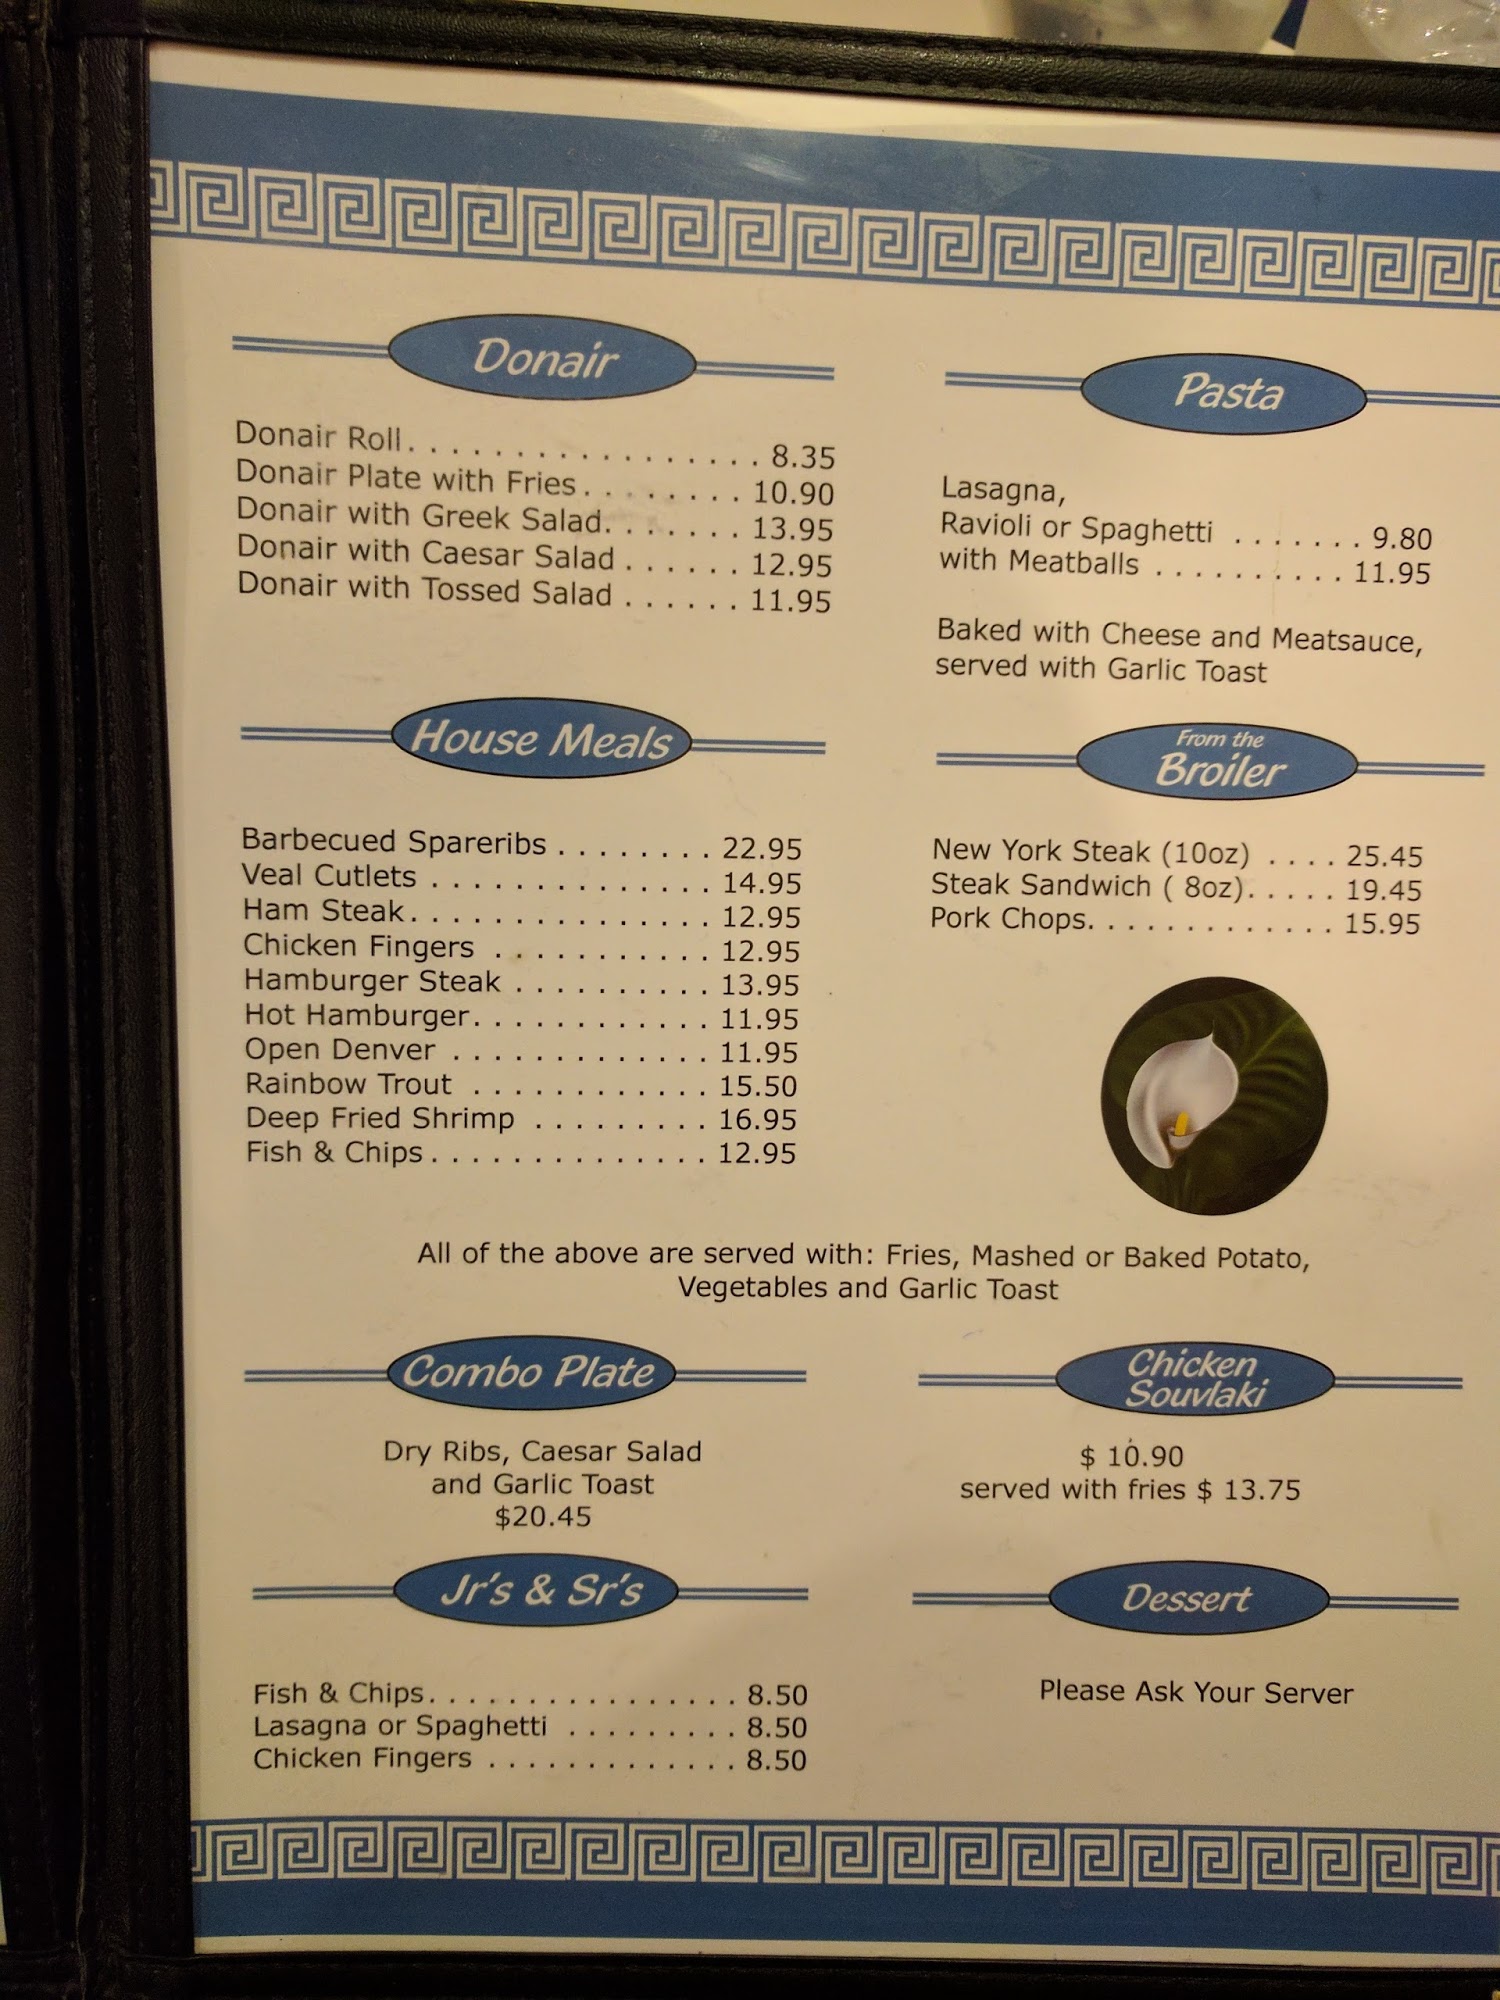 Donair
Donair Roll. . . . . . . . . . . . . . . . . . 8.35
Donair Plate with Fries. . . . . . . . 10.90
Donair with Greek Salad. . . . . . . 13.95
Donair with Caesar Salad . . . . . . 12.95
Donair with Tossed Salad . . . . . . 11.95
Pasta
Lasagna,
Ravioli or Spaghetti . . . . . . . 9.80
with Meatballs . . . . . . . . . . 11.95
Baked with Cheese and Meatsauce,
served with Garlic Toast
House Meals
Barbecued Spareribs . . . . . . . . 22.95
Veal Cutlets . . . . . . . . . . . . . . 14.95
Ham Steak. . . . . . . . . . . . . . . 12.95
Chicken Fingers . . . . . . . . . . . 12.95
Hamburger Steak . . . . . . . . . . 13.95
Hot Hamburger. . . . . . . . . . . . 11.95
Open Denver . . . . . . . . . . . . . 11.95
Rainbow Trout . . . . . . . . . . . . 15.50
Deep Fried Shrimp . . . . . . . . . 16.95
Fish & Chips. . . . . . . . . . . . . . 12.95
From the
Broiler
New York Steak (10oz) . . . . 25.45
Steak Sandwich ( 8oz). . . . . 19.45
Pork Chops. . . . . . . . . . . . . 15.95
All of the above are served with: Fries, Mashed or Baked Potato,
Vegetables and Garlic Toast
Combo Plate
Dry Ribs, Caesar Salad
and Garlic Toast
$20.45
Chicken
Souvlaki
$ 10.90
served with fries $ 13.75
Jr's & Sr's
Fish & Chips. . . . . . . . . . . . . . . . 8.50
Lasagna or Spaghetti . . . . . . . . . 8.50
Chicken Fingers . . . . . . . . . . . . . 8.50
Dessert
Please Ask Your Server